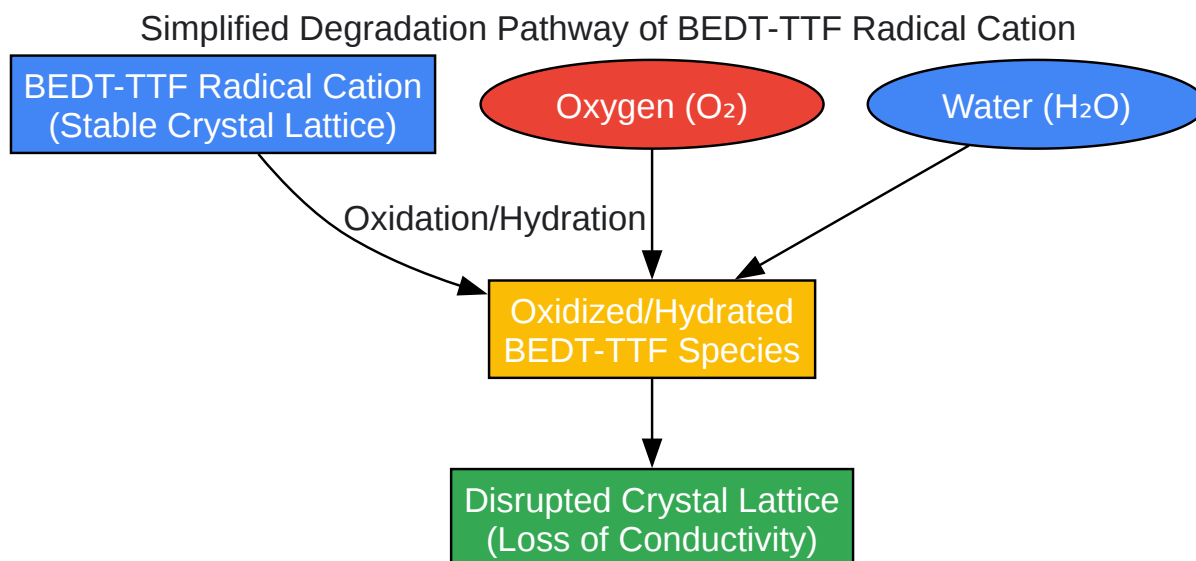 Simplified Degradation Pathway of BEDT-TTF Radical Cation
BEDT-TTF Radical Cation
(Stable Crystal Lattice)
Oxygen (O₂)
Water (H₂O)
Oxidation/Hydration
Oxidized/Hydrated
BEDT-TTF Species
Disrupted Crystal Lattice
(Loss of Conductivity)